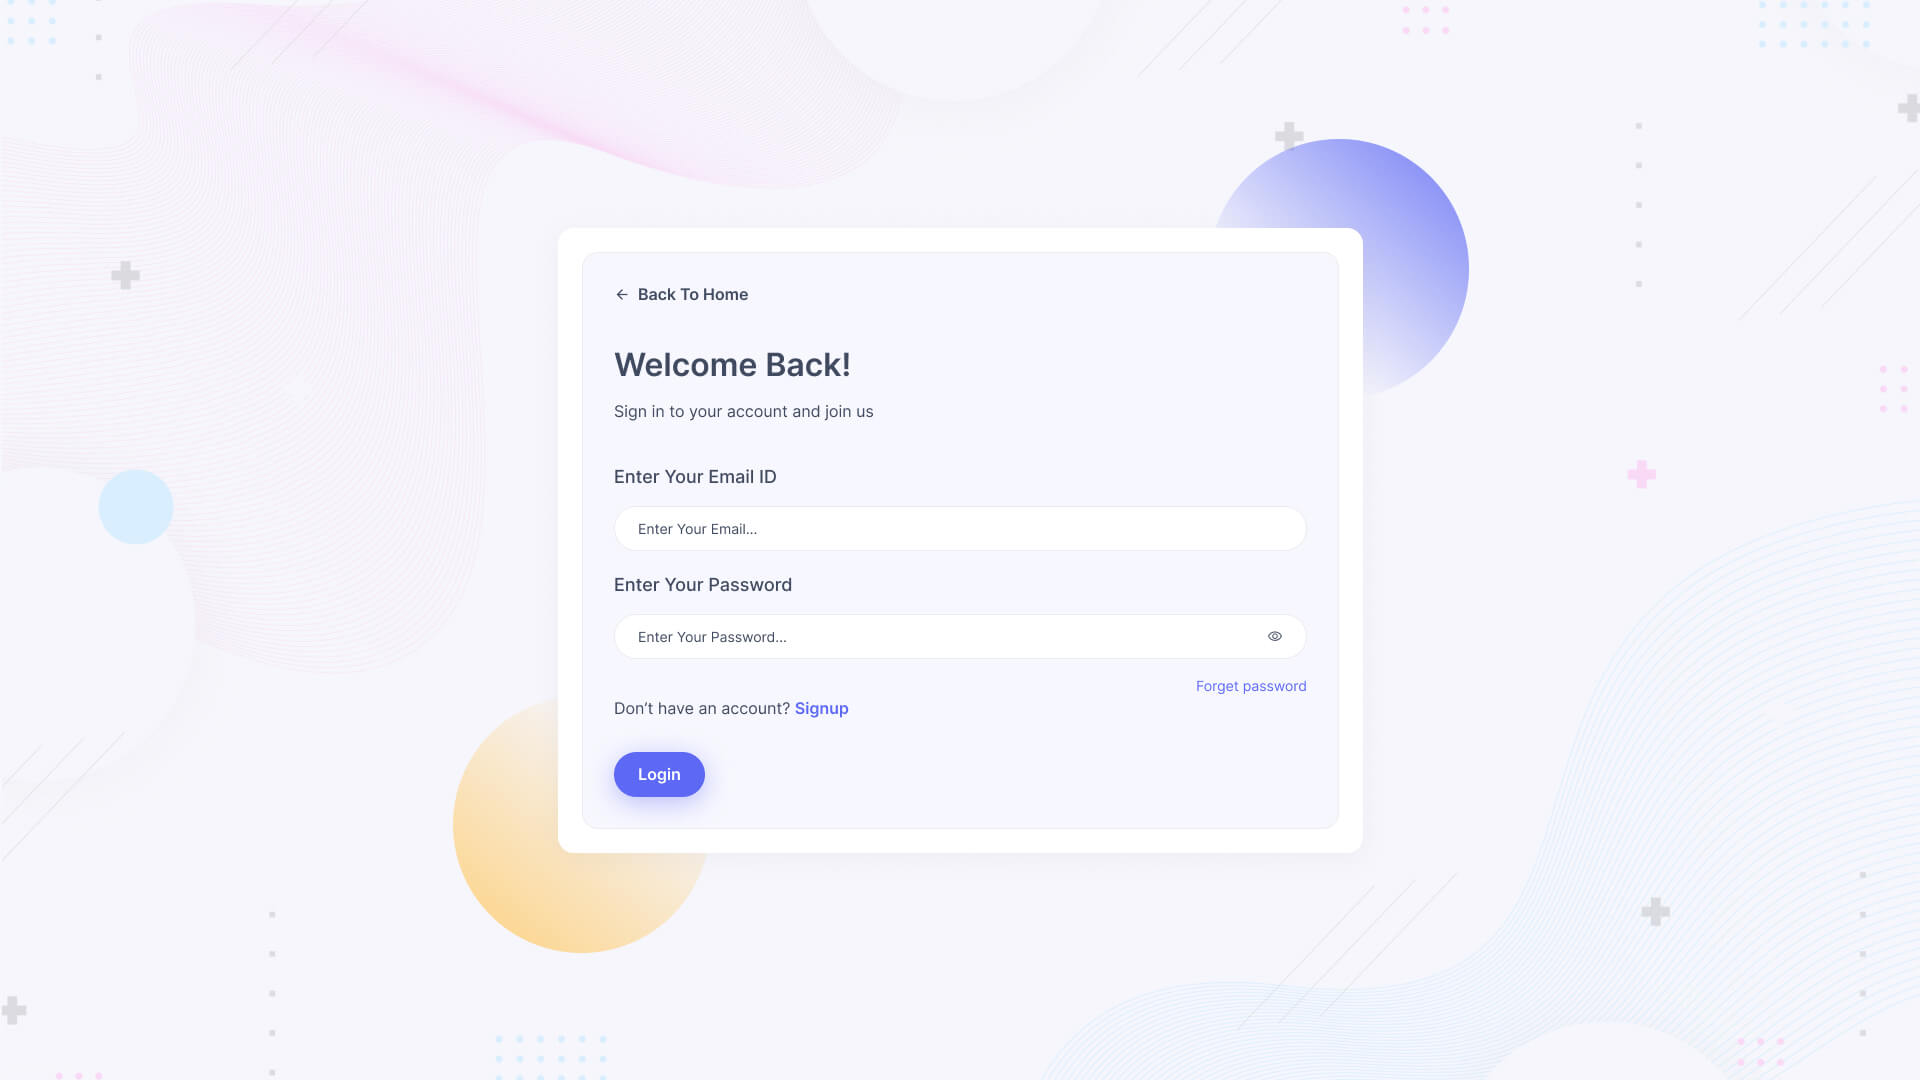 Back To Home
Welcome Back!
Sign in to your account and join us
Enter Your Email ID
Enter Your Email...
Enter Your Password
Enter Your Password...
Forget password
Don’t have an account? Signup
Login